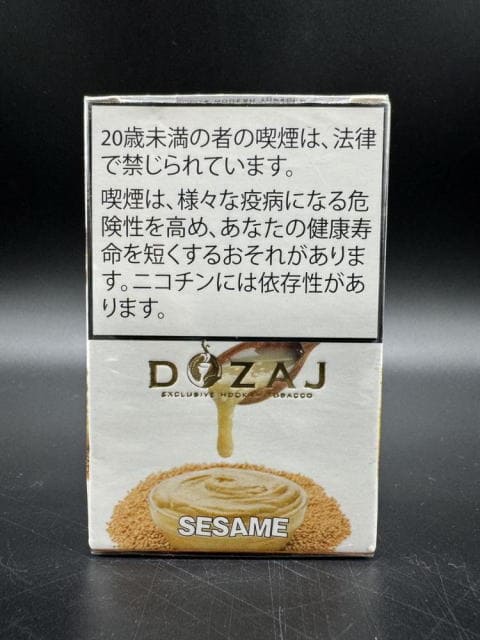 20歳未満の者の喫煙は、法律
で禁じられています。
喫煙は、様々な疫病になる危
険性を高め、あなたの健康寿
命を短くするおそれがありま
す。ニコチンには依存性があ
ります。
DOZAJ
EXCLUSIVE HOOKAH TOBACCO
SESAME